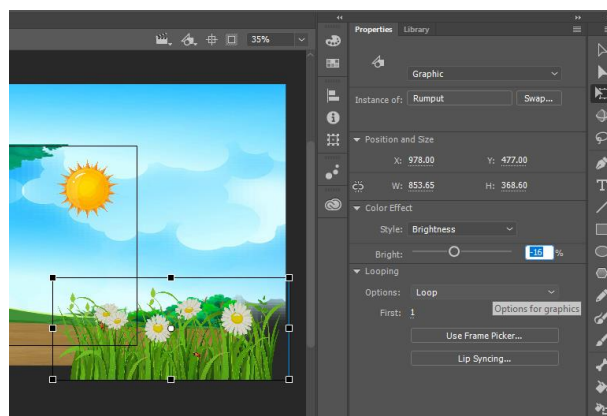 35%
Properties Library
Graphic
Instance of: Rumput Swap...
Position and Size
X: 978.00 Y: 477.00
W: 853.65 H: 368.60
Color Effect
Style: Brightness
Bright: -16 %
Looping
Options: Loop
Options for graphics
First: 1
Use Frame Picker...
Lip Syncing...